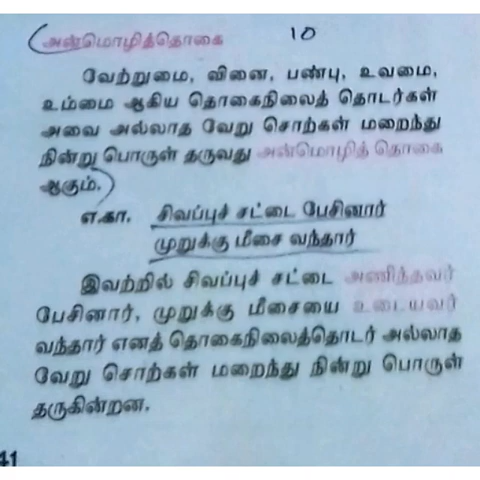 அன்மொழித்தொகை 10
வேற்றுமை, வினை, பண்பு, உவமை,
உம்மை ஆகிய தொகைநிலைத் தொடர்கள்
அவை அல்லாத வேறு சொற்கள் மறைந்து
நின்று பொருள் தருவது அன்மொழித் தொகை
ஆகும்.
எ.கா. சிவப்புச் சட்டை பேசினார்
முறுக்கு மீசை வந்தார்
இவற்றில் சிவப்புச் சட்டை அணிந்தவர்
பேசினார், முறுக்கு மீசையை உடையவர்
வந்தார் எனத் தொகைநிலைத்தொடர் அல்லாத
வேறு சொற்கள் மறைந்து நின்று பொருள்
தருகின்றன.
41